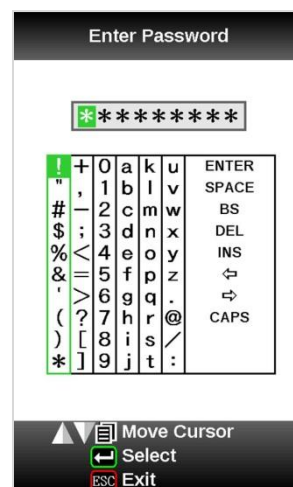 Enter Password
*********
! + 0 a k u ENTER
" , 1 b l v SPACE
# - 2 c m w BS
$ ; 3 d n x DEL
% < 4 e o y INS
& = 5 f p z ⇦
' > 6 g q . ⇨
( ? 7 h r @ CAPS
) [ 8 i s /
* ] 9 j t :
Move Cursor
Select
ESC Exit